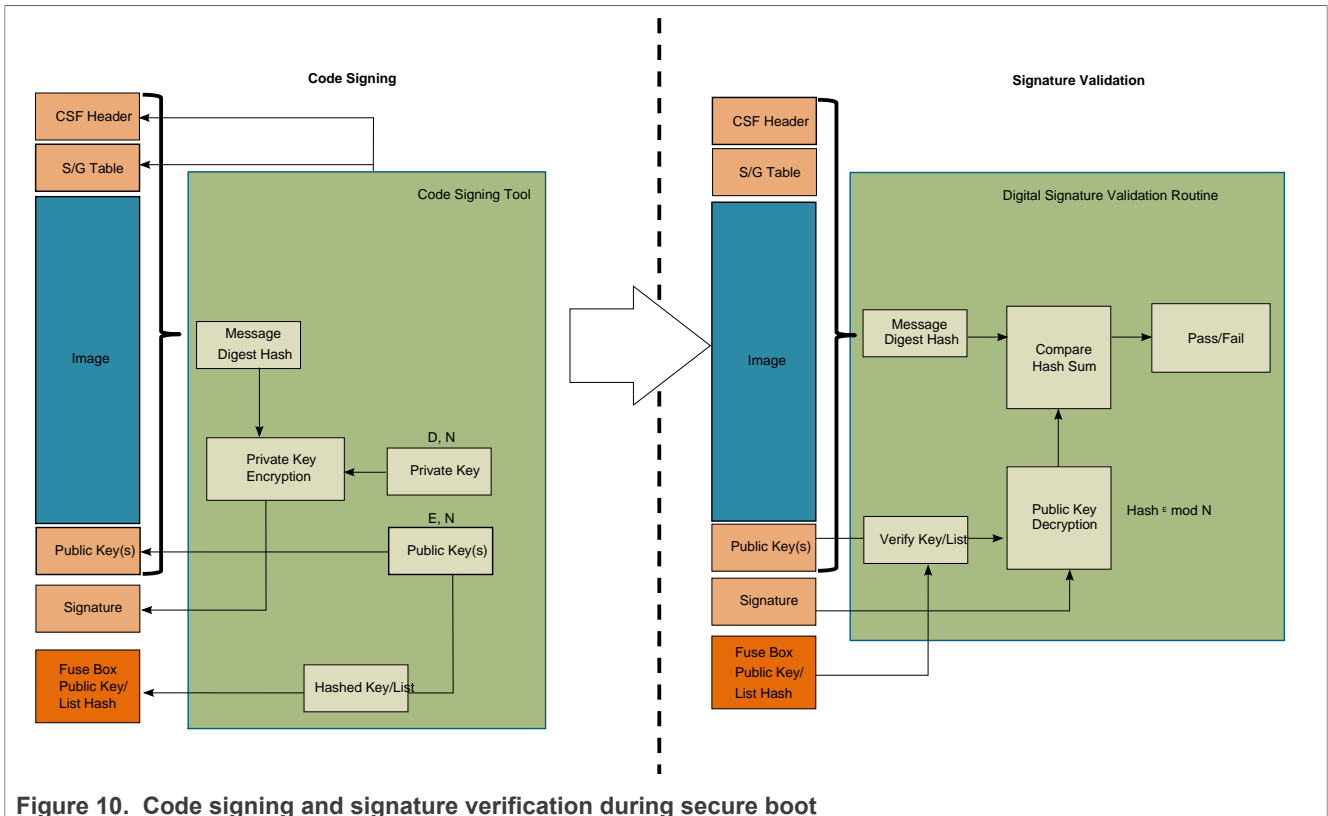 Code Signing
CSF Header
S/G Table
Image
Public Key(s)
Signature
Fuse Box
Public Key/
List Hash
Code Signing Tool
Message
Digest Hash
Private Key
Encryption
D, N
Private Key
E, N
Public Key(s)
Hashed Key/List
Signature Validation
CSF Header
S/G Table
Image
Public Key(s)
Signature
Fuse Box
Public Key/
List Hash
Digital Signature Validation Routine
Message
Digest Hash
Compare
Hash Sum
Pass/Fail
Verify Key/List
Public Key
Decryption
Hash E mod N
Figure 10. Code signing and signature verification during secure boot